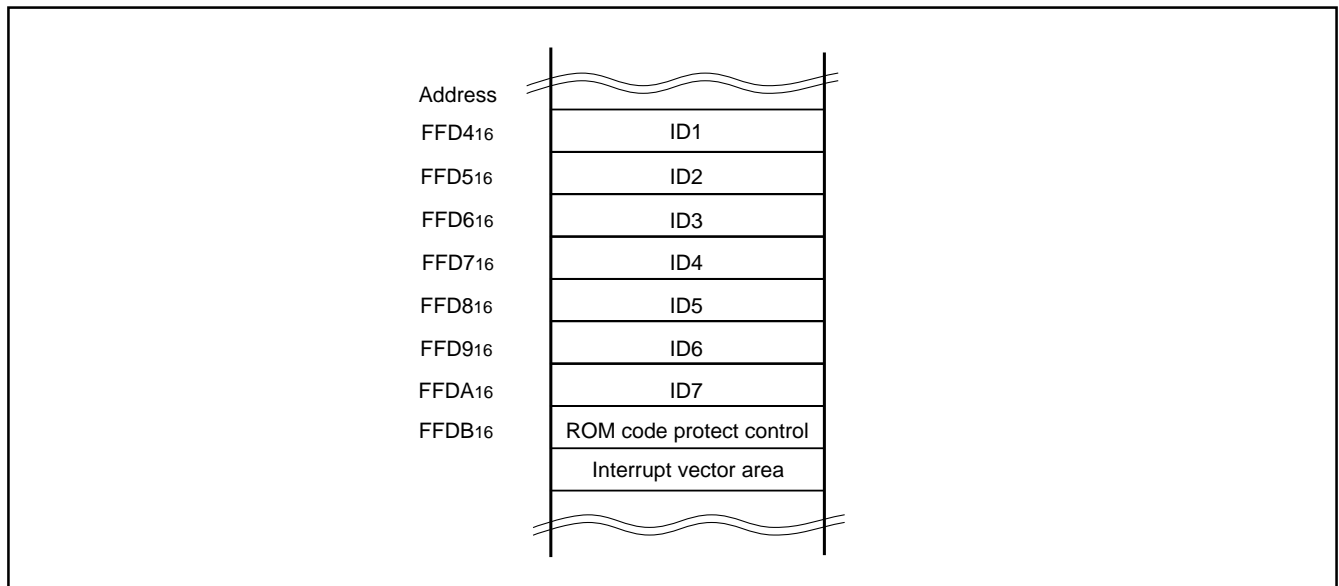 Address
FFD416 ID1
FFD516 ID2
FFD616 ID3
FFD716 ID4
FFD816 ID5
FFD916 ID6
FFDA16 ID7
FFDB16 ROM code protect control
Interrupt vector area